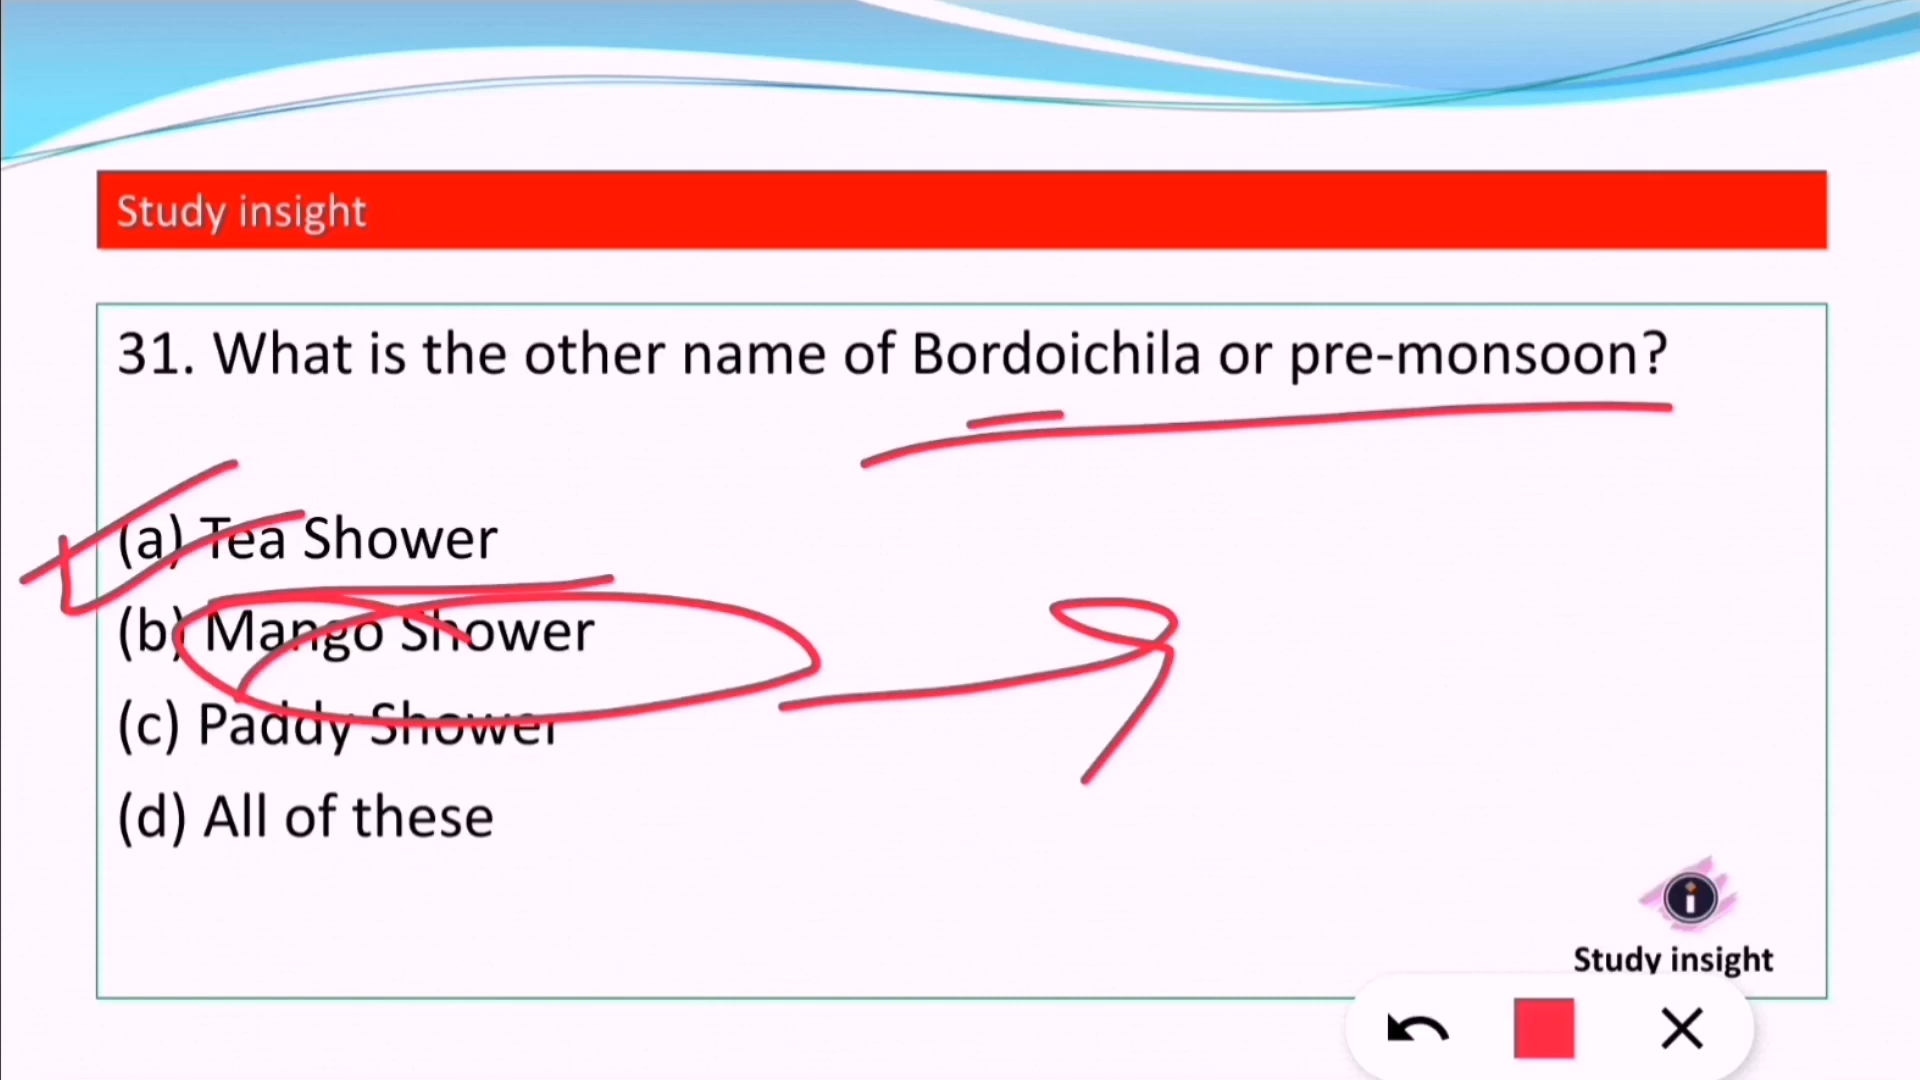 Study insight
31. What is the other name of Bordoichila or pre-monsoon?
(a) Tea Shower
(b) Mango Shower
(c) Paddy Shower
(d) All of these
i
Study insight